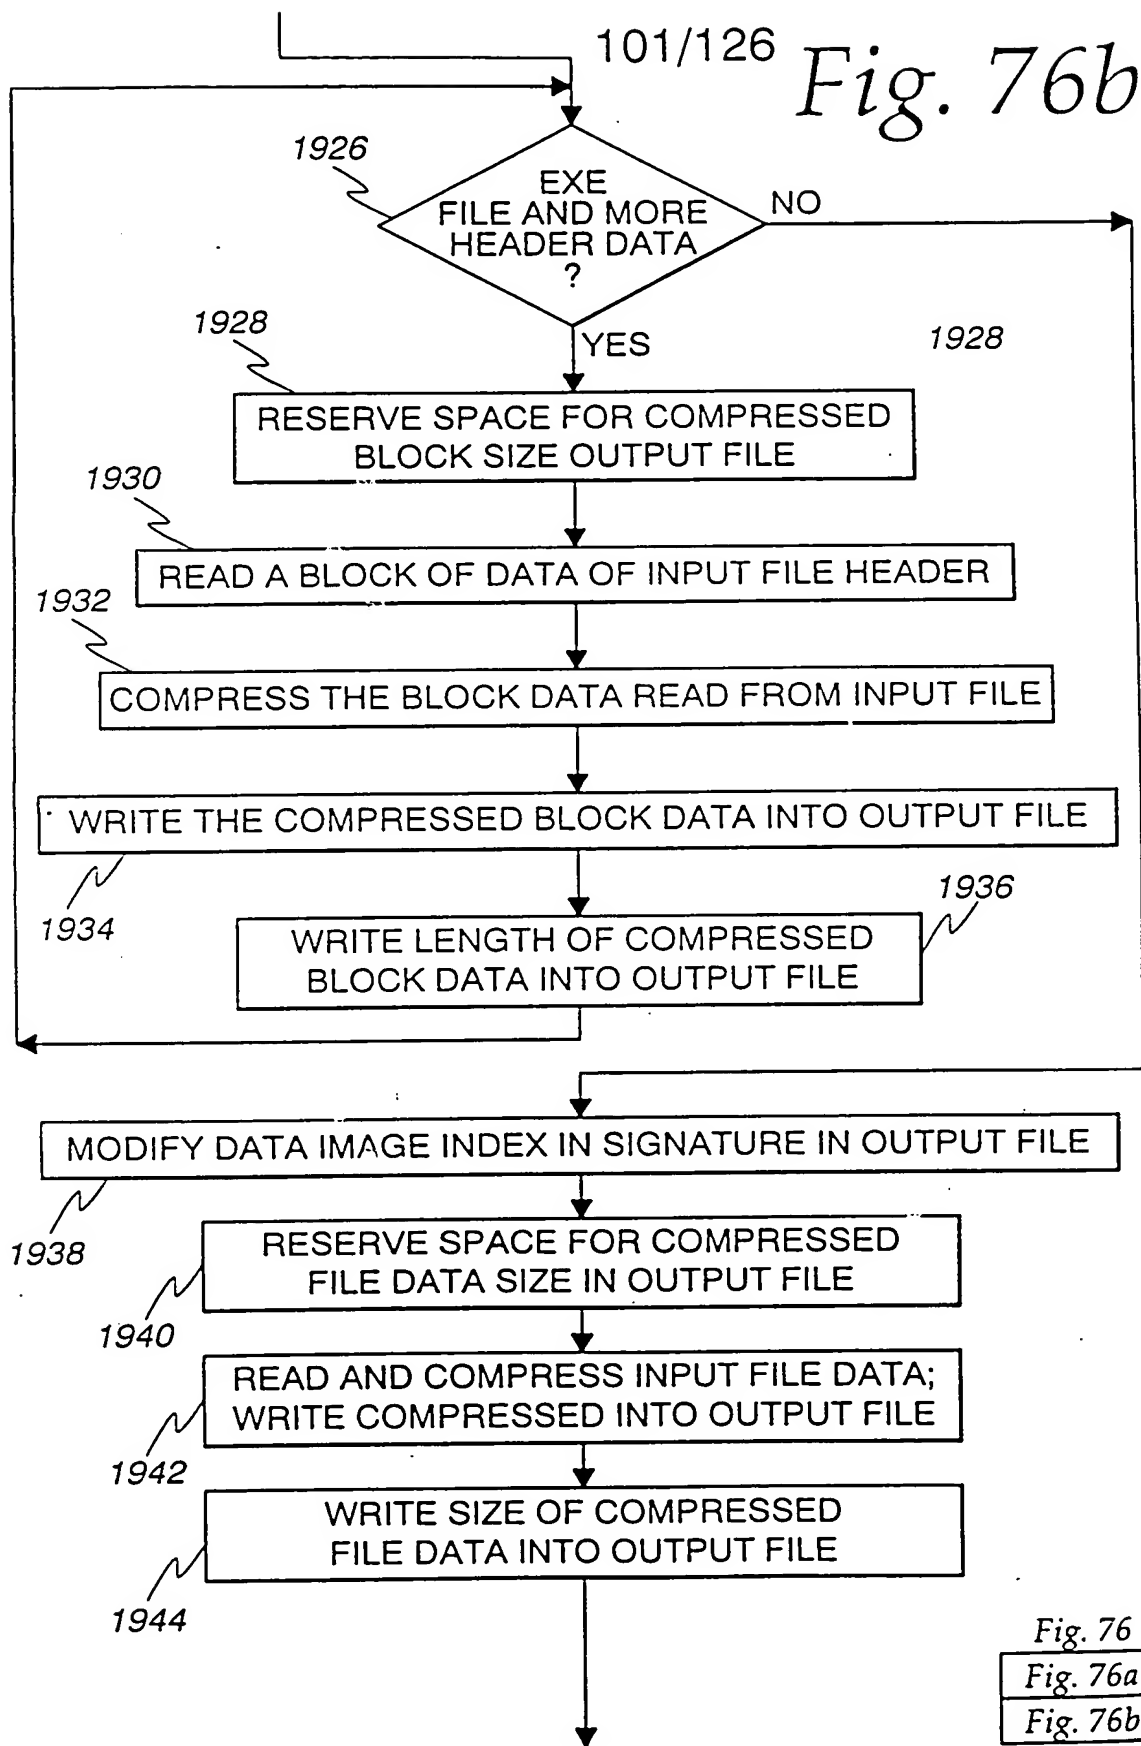 101/126
Fig. 76b
1926
EXE
FILE AND MORE
HEADER DATA
?
NO
1928
YES
1928
RESERVE SPACE FOR COMPRESSED
BLOCK SIZE OUTPUT FILE
1930
READ A BLOCK OF DATA OF INPUT FILE HEADER
1932
COMPRESS THE BLOCK DATA READ FROM INPUT FILE
WRITE THE COMPRESSED BLOCK DATA INTO OUTPUT FILE
1934
1936
WRITE LENGTH OF COMPRESSED
BLOCK DATA INTO OUTPUT FILE
MODIFY DATA IMAGE INDEX IN SIGNATURE IN OUTPUT FILE
1938
RESERVE SPACE FOR COMPRESSED
FILE DATA SIZE IN OUTPUT FILE
1940
READ AND COMPRESS INPUT FILE DATA;
WRITE COMPRESSED INTO OUTPUT FILE
1942
WRITE SIZE OF COMPRESSED
FILE DATA INTO OUTPUT FILE
1944
Fig. 76
Fig. 76a
Fig. 76b